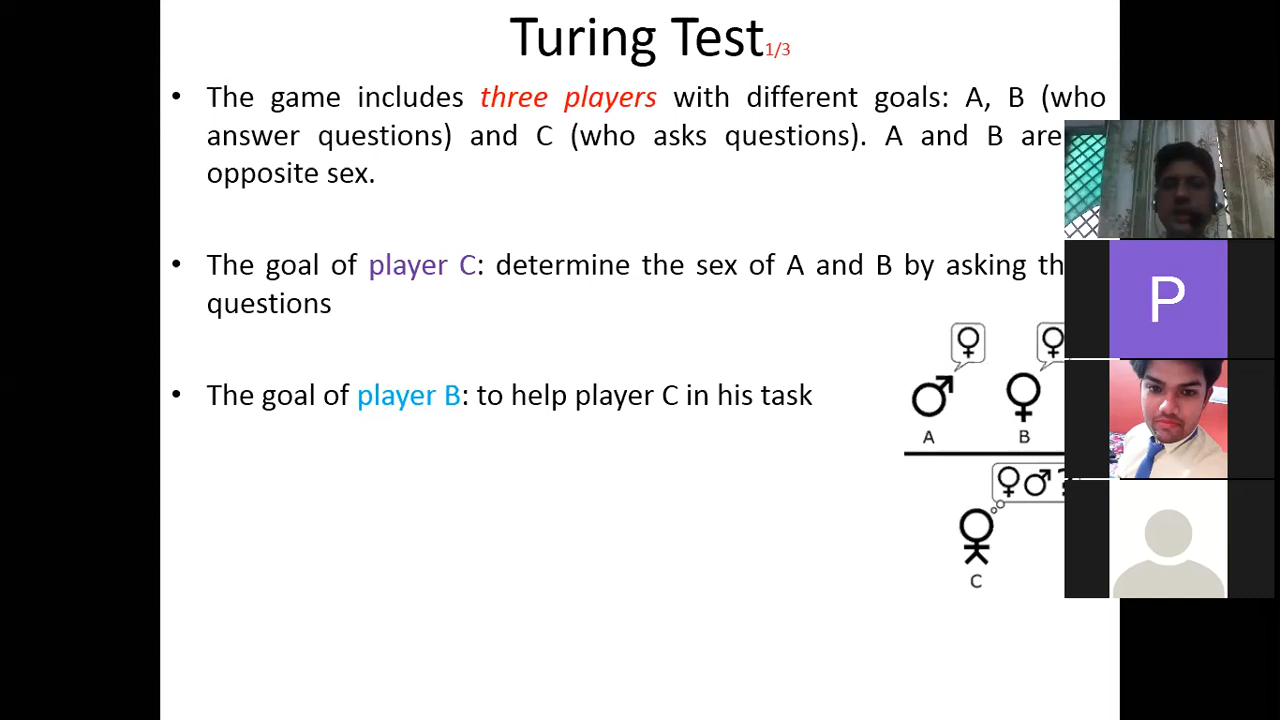 Turing Test1/3
• The game includes three players with different goals: A, B (who
answer questions) and C (who asks questions). A and B are
opposite sex.
• The goal of player C: determine the sex of A and B by asking
questions
• The goal of player B: to help player C in his task
A B
?
C
P